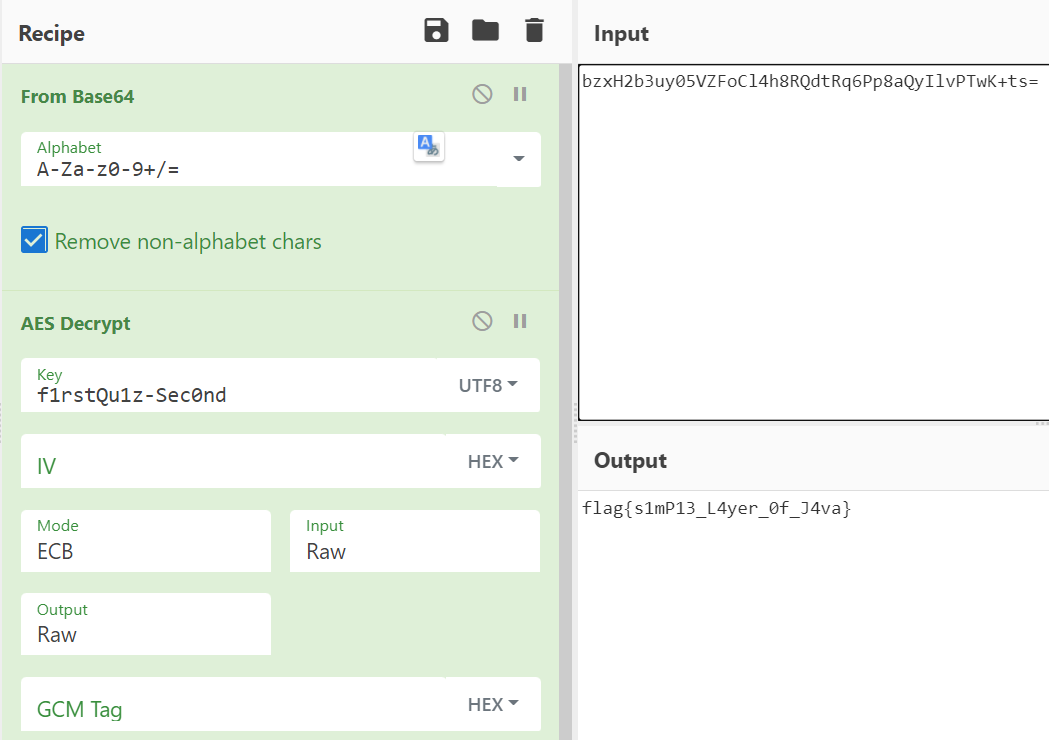 Recipe
From Base64
Alphabet
A-Za-z0-9+/=
Remove non-alphabet chars
AES Decrypt
Key
f1rstQu1z-Sec0nd
UTF8
IV
HEX
Mode
ECB
Input
Raw
Output
Raw
GCM Tag
HEX
Input
bzxH2b3uy05VZFoCl4h8RQdtRq6Pp8aQyIlvPTwK+ts=
Output
flag{s1mP13_L4yer_0f_J4va}